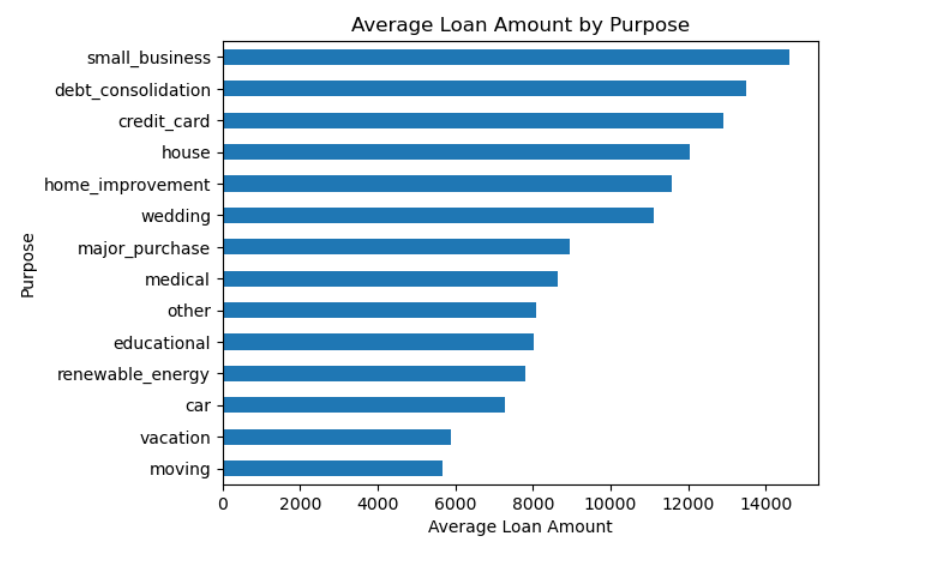 Average Loan Amount by Purpose
small_business
debt_consolidation
credit_card
house
home_improvement
wedding
major_purchase
medical
other
educational
renewable_energy
car
vacation
moving
Purpose
0 2000 4000 6000 8000 10000 12000 14000
Average Loan Amount